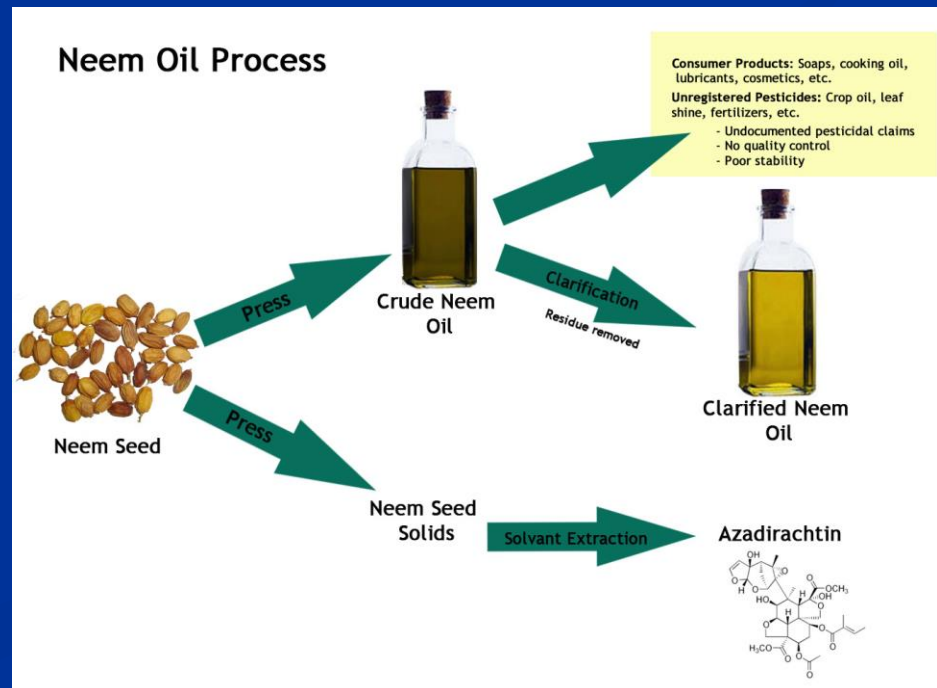 Neem Oil Process
Consumer Products: Soaps, cooking oil,
lubricants, cosmetics, etc.
Unregistered Pesticides: Crop oil, leaf
shine, fertilizers, etc.
- Undocumented pesticidal claims
- No quality control
- Poor stability
Press
Crude Neem
Oil
Clarification
Residue removed
Clarified Neem
Oil
Neem Seed
Press
Neem Seed
Solids
Solvant Extraction
Azadirachtin
OH
O
O
H
O
O
OCH₃
HO
H
OH
O
O
H
O
O
H₃CO
O
H
O
O